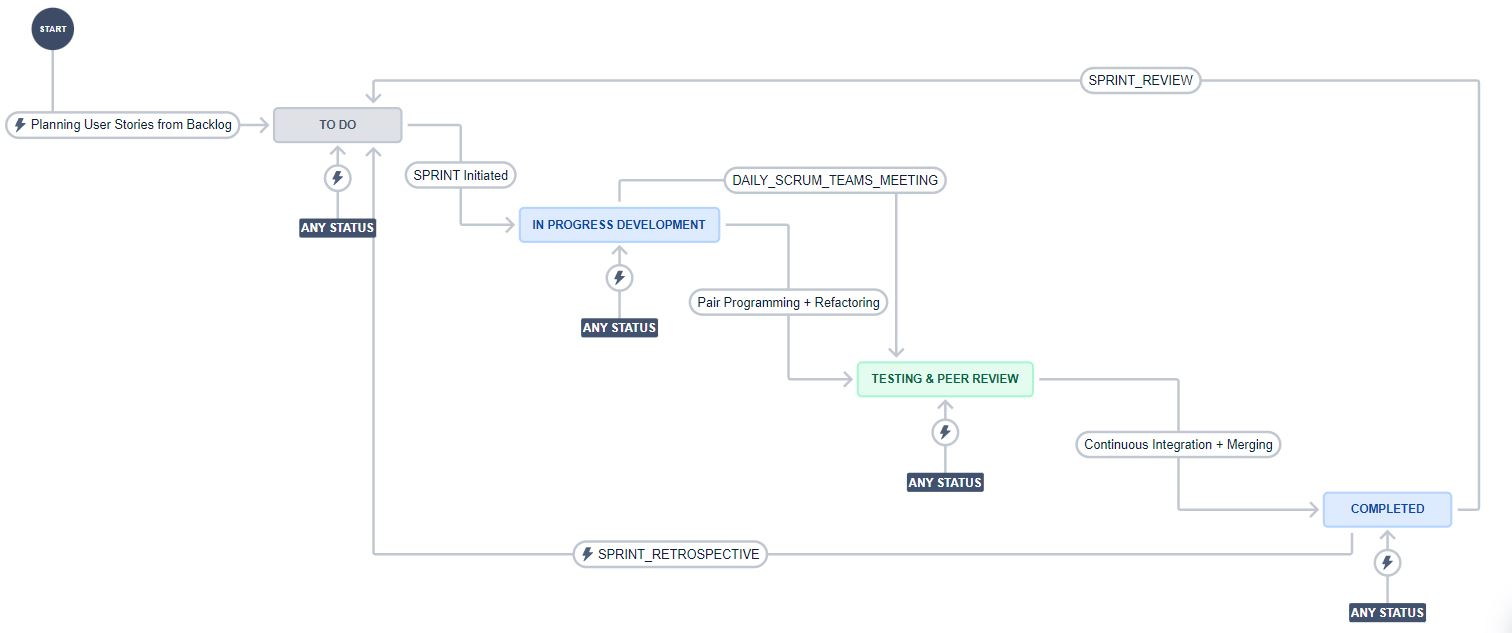 START
SPRINT_REVIEW
Planning User Stories from Backlog
TO DO
SPRINT Initiated
DAILY_SCRUM_TEAMS_MEETING
ANY STATUS
IN PROGRESS DEVELOPMENT
Pair Programming + Refactoring
ANY STATUS
TESTING & PEER REVIEW
Continuous Integration + Merging
ANY STATUS
COMPLETED
SPRINT_RETROSPECTIVE
ANY STATUS